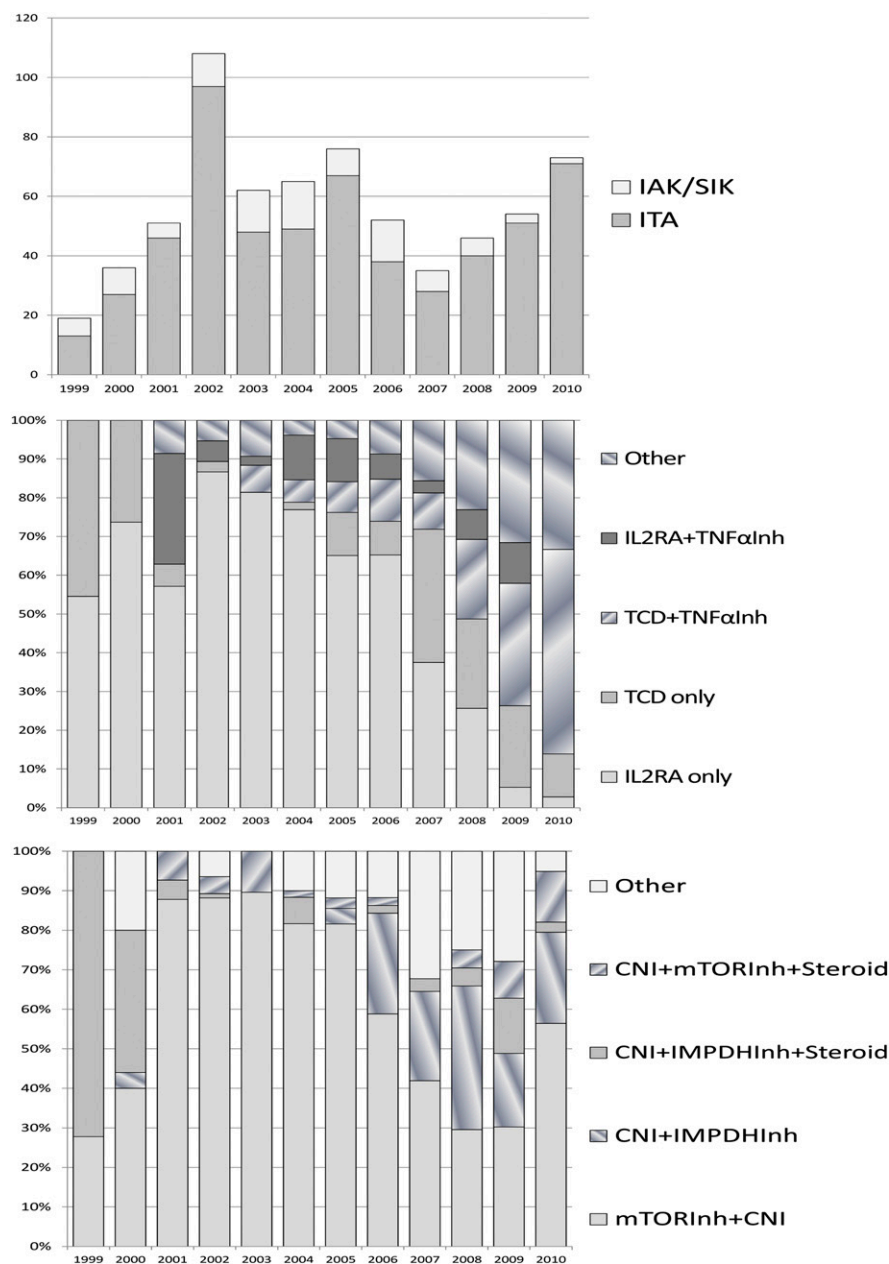 120
100
80
60
40
20
0
1999 2000 2001 2002 2003 2004 2005 2006 2007 2008 2009 2010
IAK/SIK
ITA
100%
90%
80%
70%
60%
50%
40%
30%
20%
10%
0%
1999 2000 2001 2002 2003 2004 2005 2006 2007 2008 2009 2010
Other
IL2RA+TNFαInh
TCD+TNFαInh
TCD only
IL2RA only
100%
90%
80%
70%
60%
50%
40%
30%
20%
10%
0%
1999 2000 2001 2002 2003 2004 2005 2006 2007 2008 2009 2010
Other
CNI+mTORInh+Steroid
CNI+IMPDHInh+Steroid
CNI+IMPDHInh
mTORInh+CNI